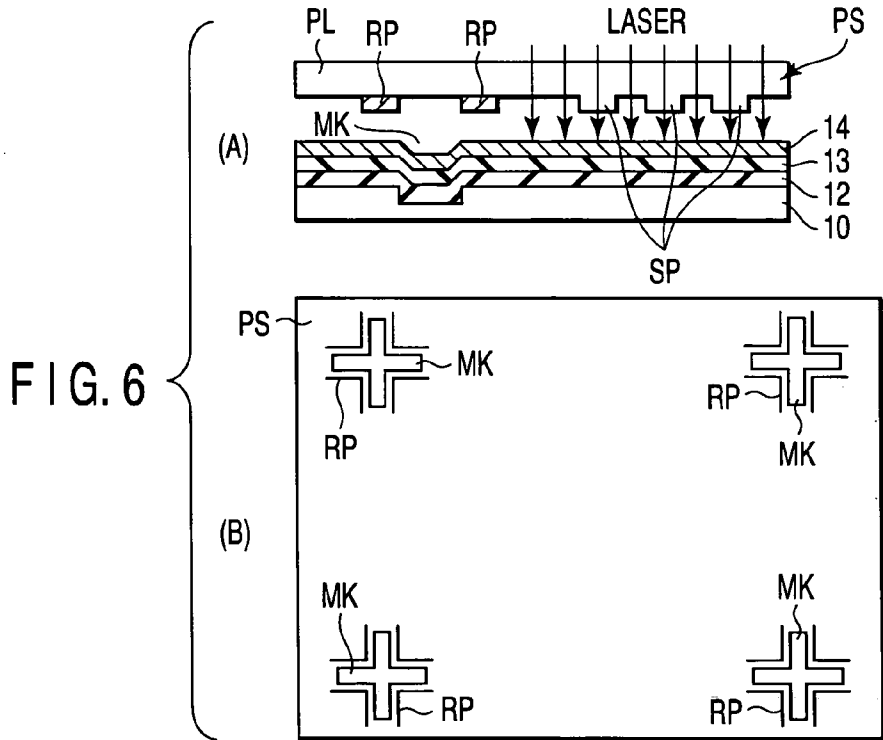 PL RP RP LASER PS
MK
(A)
14
13
12
10
SP
FIG. 6
PS
MK
RP
RP
MK
(B)
MK
MK
RP
RP